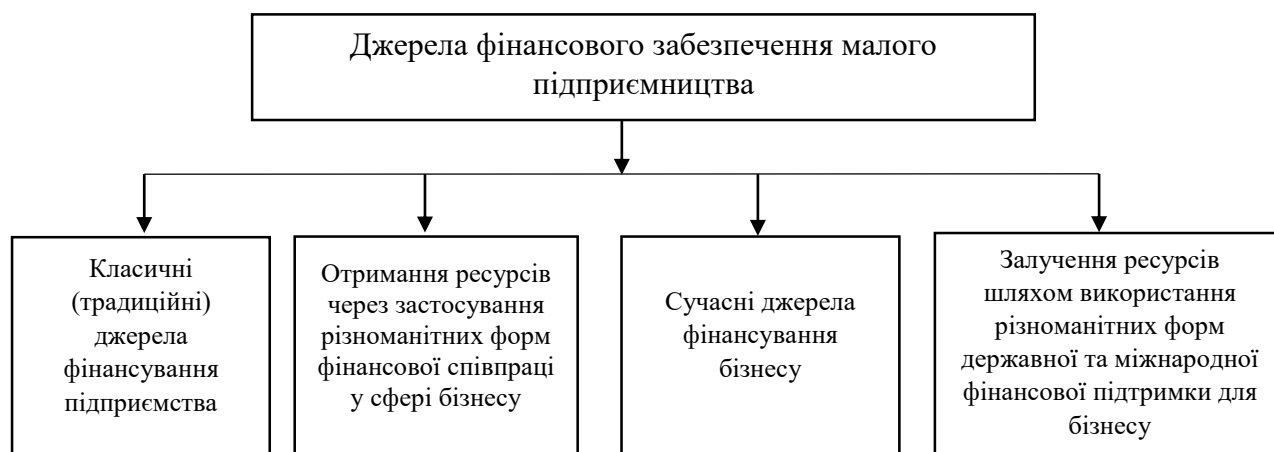 Джерела фінансового забезпечення малого
підприємництва
Класичні
(традиційні)
джерела
фінансування
підприємства
Отримання ресурсів
через застосування
різноманітних форм
фінансової співпраці
у сфері бізнесу
Сучасні джерела
фінансування
бізнесу
Залучення ресурсів
шляхом використання
різноманітних форм
державної та міжнародної
фінансової підтримки для
бізнесу